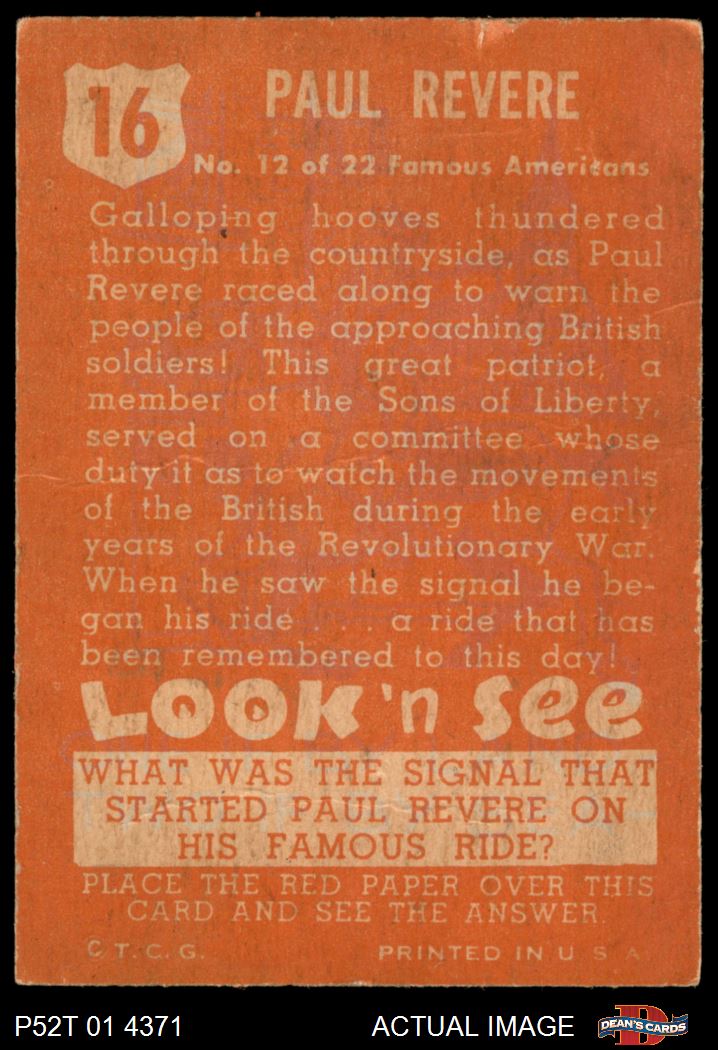 16
PAUL REVERE
No. 12 of 22 Famous Americans
Galloping hooves thundered
through the countryside, as Paul
Revere raced along to warn the
people of the approaching British
soldiers! This great patriot, a
member of the Sons of Liberty,
served on a committee whose
duty it as to watch the movements
of the British during the early
years of the Revolutionary War.
When he saw the signal he be-
gan his ride . . . a ride that has
been remembered to this day!
LOOK 'n See
WHAT WAS THE SIGNAL THAT
STARTED PAUL REVERE ON
HIS FAMOUS RIDE?
PLACE THE RED PAPER OVER THIS
CARD AND SEE THE ANSWER.
© T.C.G. PRINTED IN U S A
P52T 01 4371 ACTUAL IMAGE D DEAN'S CARDS